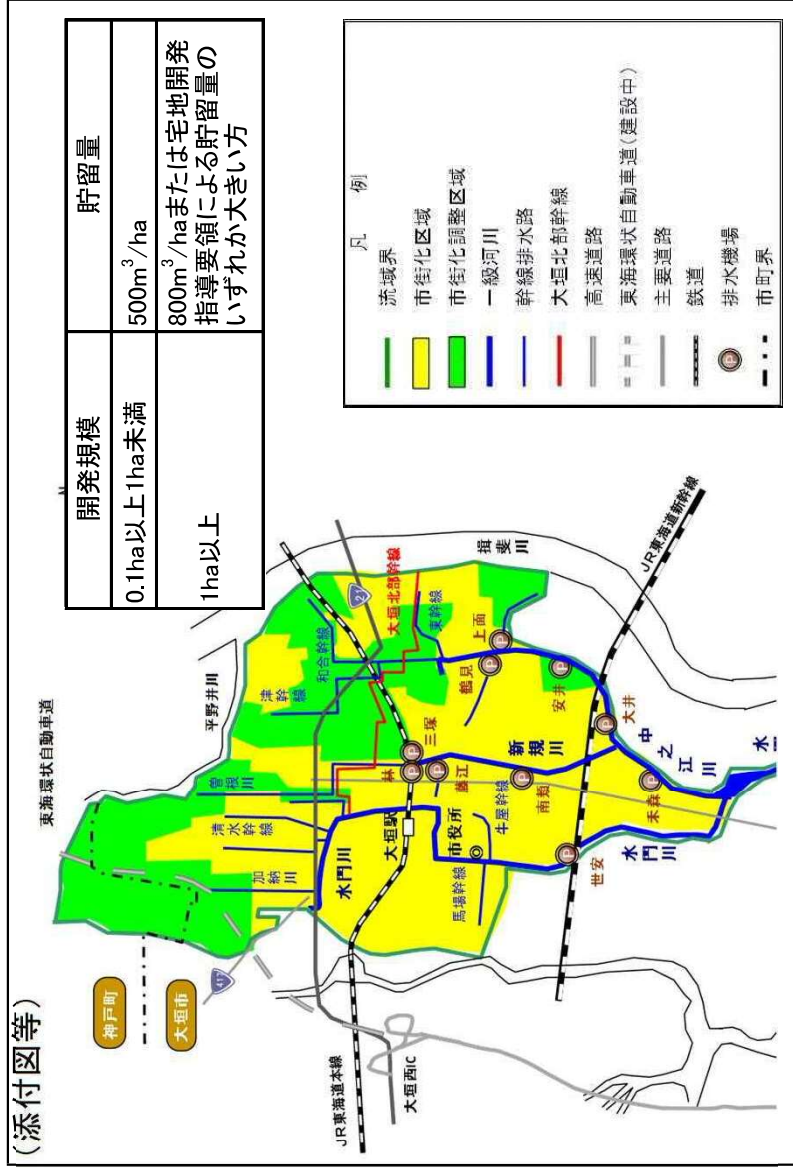 (添付図等)
開発規模
貯留量
0.1ha以上1ha未満
500m³/ha
1ha以上
800m³/haまたは宅地開発
指導要領による貯留量の
いずれか大きい方
凡 例
流域界
市街化区域
市街化調整区域
一級河川
幹線排水路
大垣北部幹線
高速道路
東海環状自動車道(建設中)
主要道路
鉄道
排水機場
市町界
東海環状自動車道
神戸町
大垣市
平野井川
曽根川
津幹線
和合幹線
21
大垣北部幹線
東幹線
揖斐川
清水幹線
加納川
417
水門川
大垣駅
林
三塚
藤江
鶴見
上面
市役所
牛屋幹線
馬場幹線
新規川
南頬
安井
大井
中之江川
禾森
世安
水門川
JR東海道本線
大垣西IC
JR東海道新幹線
P